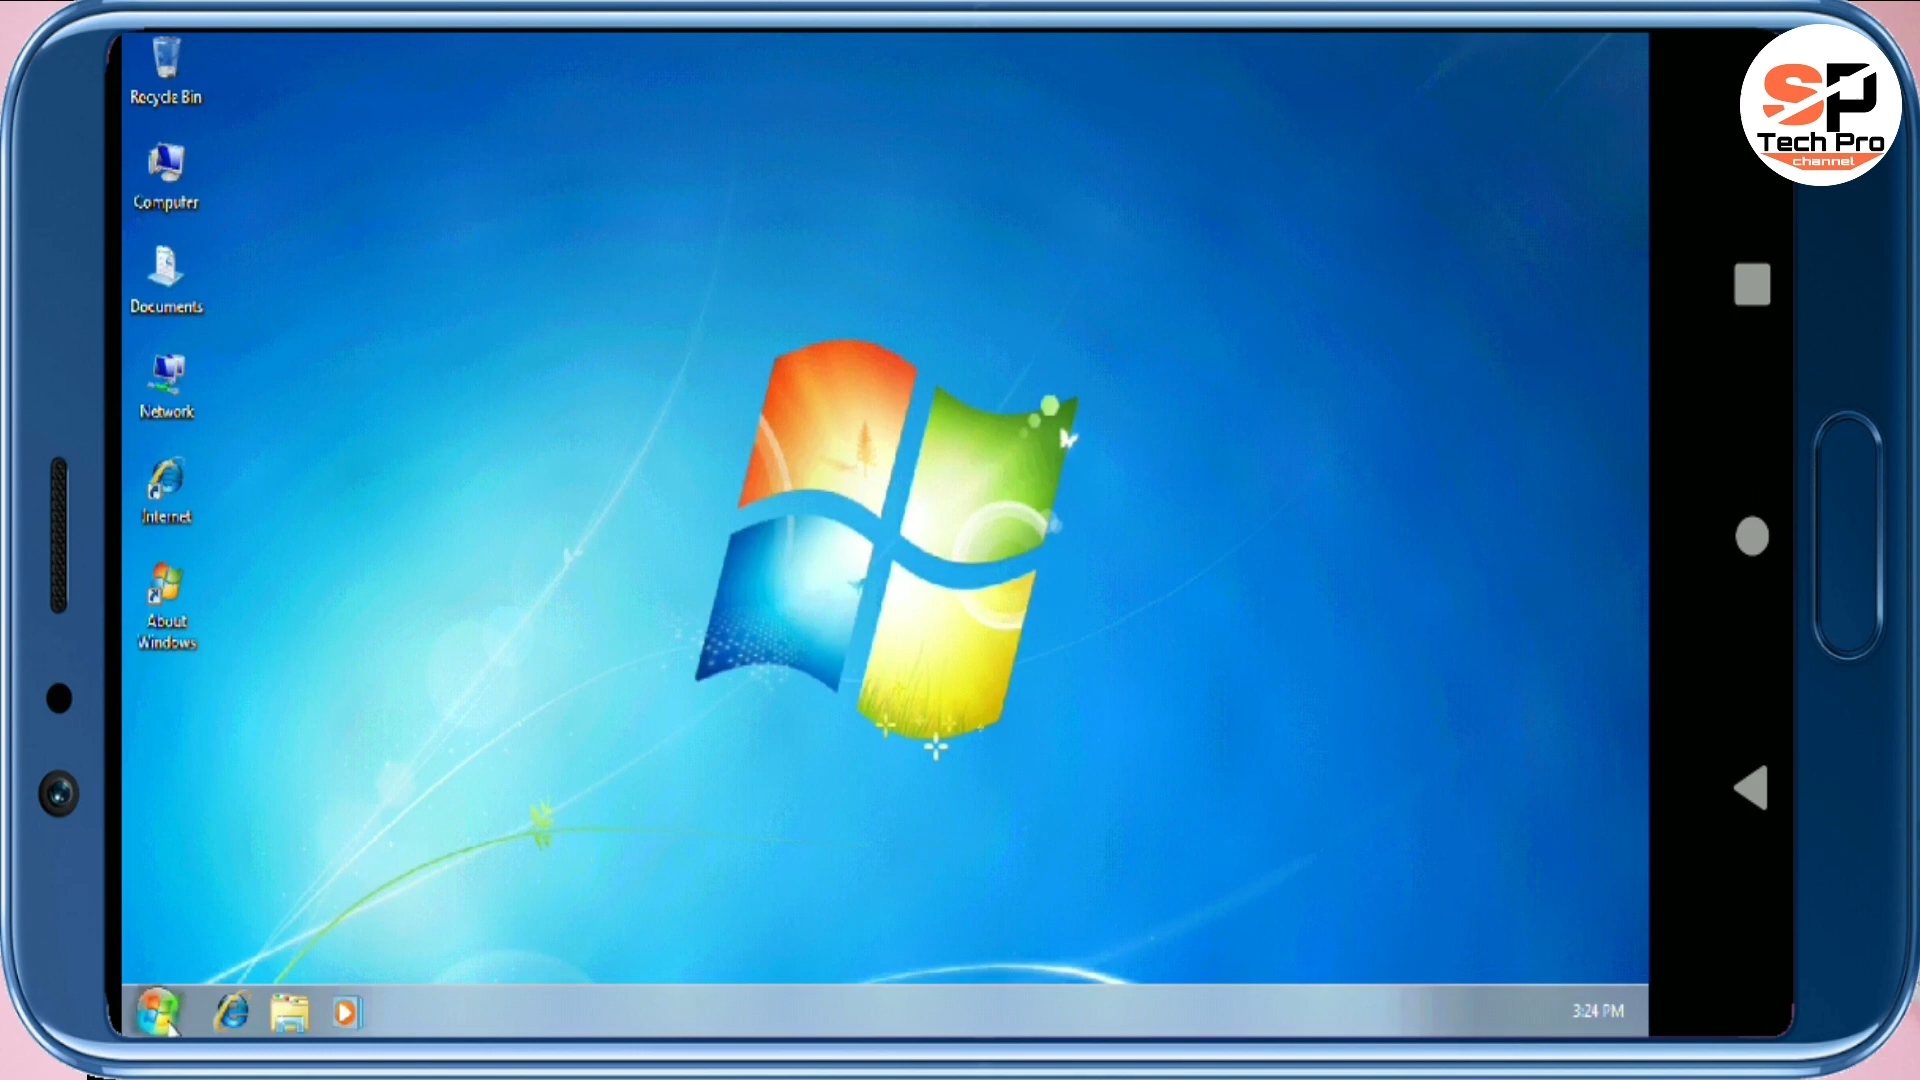 Recycle Bin
Computer
Documents
Network
Internet
About
Windows
3:24 PM
SP
Tech Pro
channel